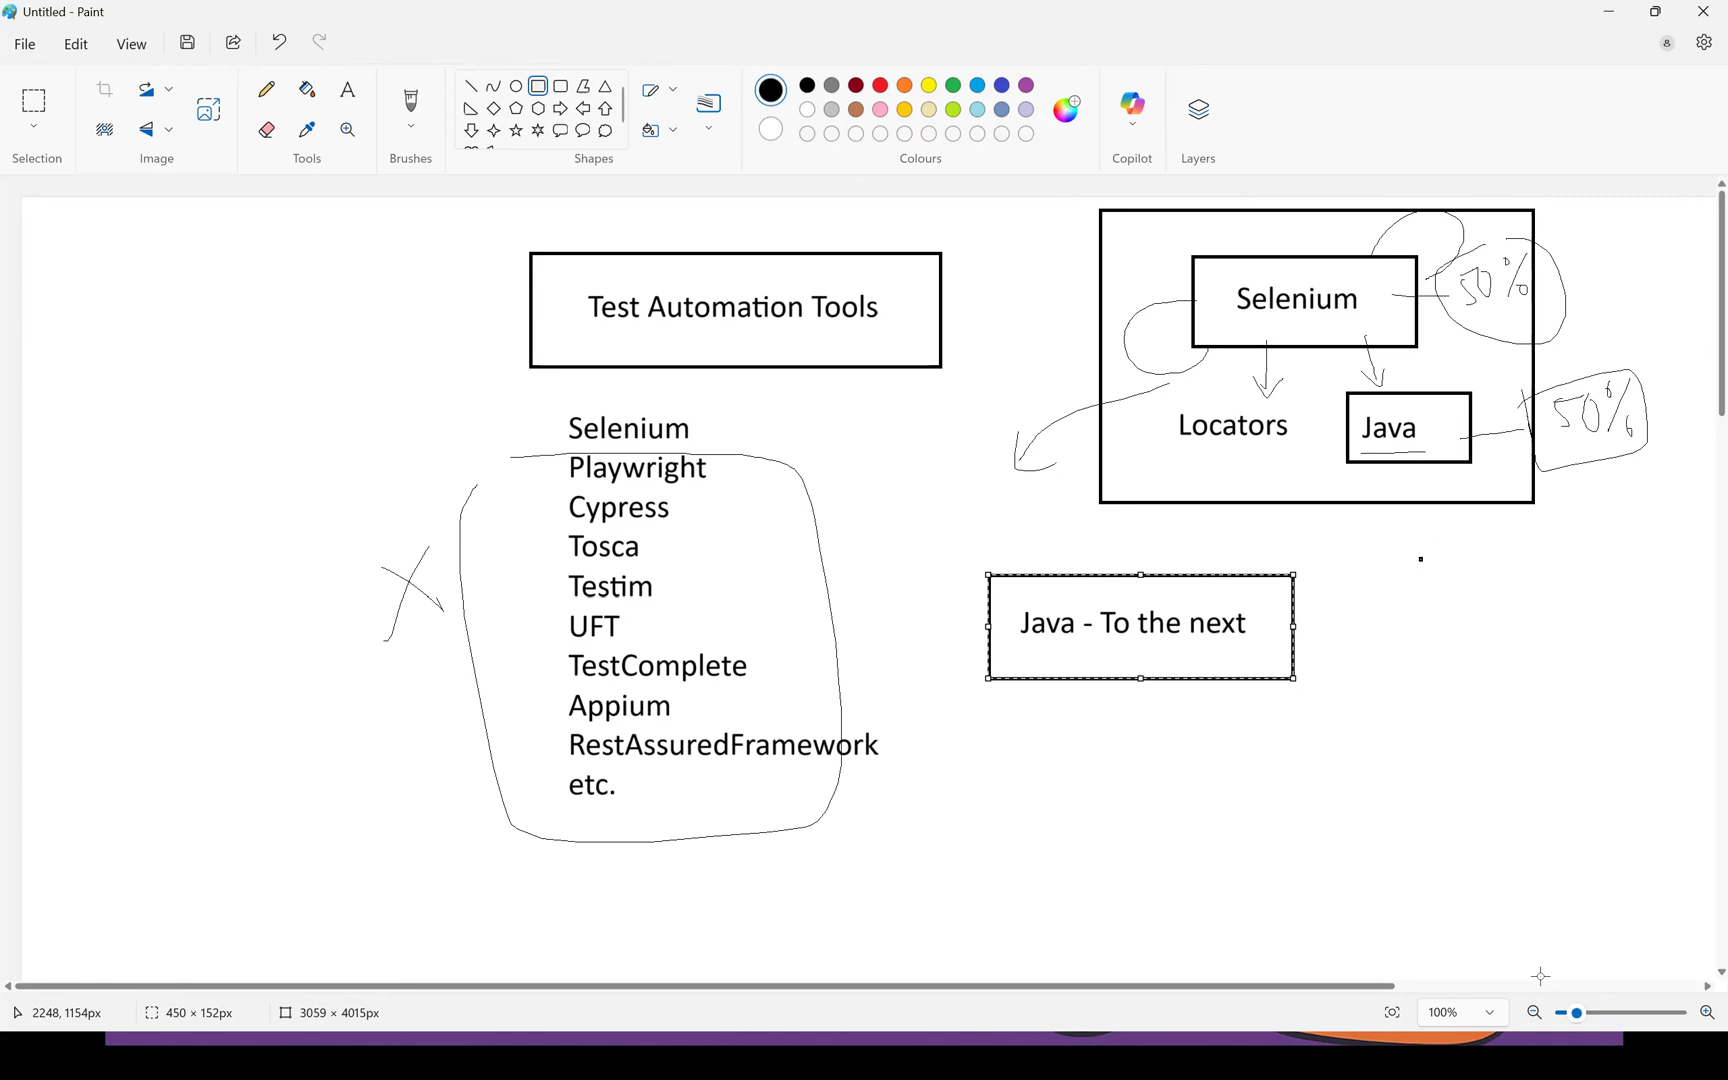 Untitled - Paint
File
Edit
View
Selection
Image
Tools
Brushes
Shapes
Colours
Copilot
Layers
Test Automation Tools
Selenium
Playwright
Cypress
Tosca
Testim
UFT
TestComplete
Appium
RestAssuredFramework
etc.
Selenium
50%
Locators
Java
50%
Java - To the next
2248, 1154px
450 × 152px
3059 × 4015px
100%